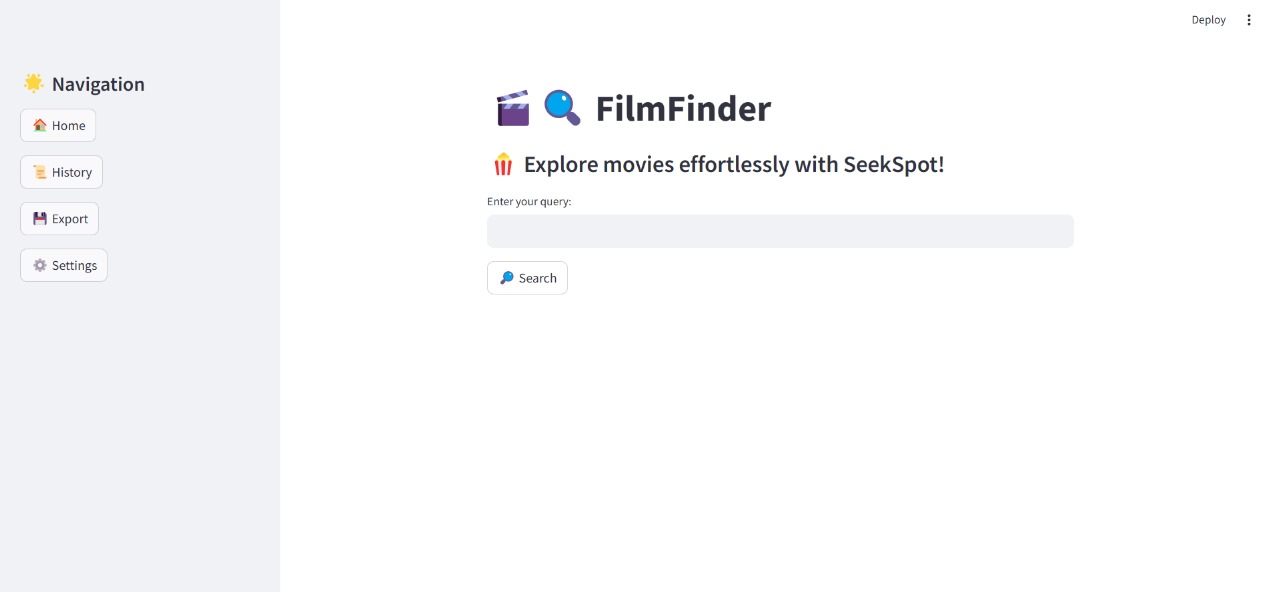 Deploy
Navigation
Home
History
Export
Settings
FilmFinder
Explore movies effortlessly with SeekSpot!
Enter your query:
Search